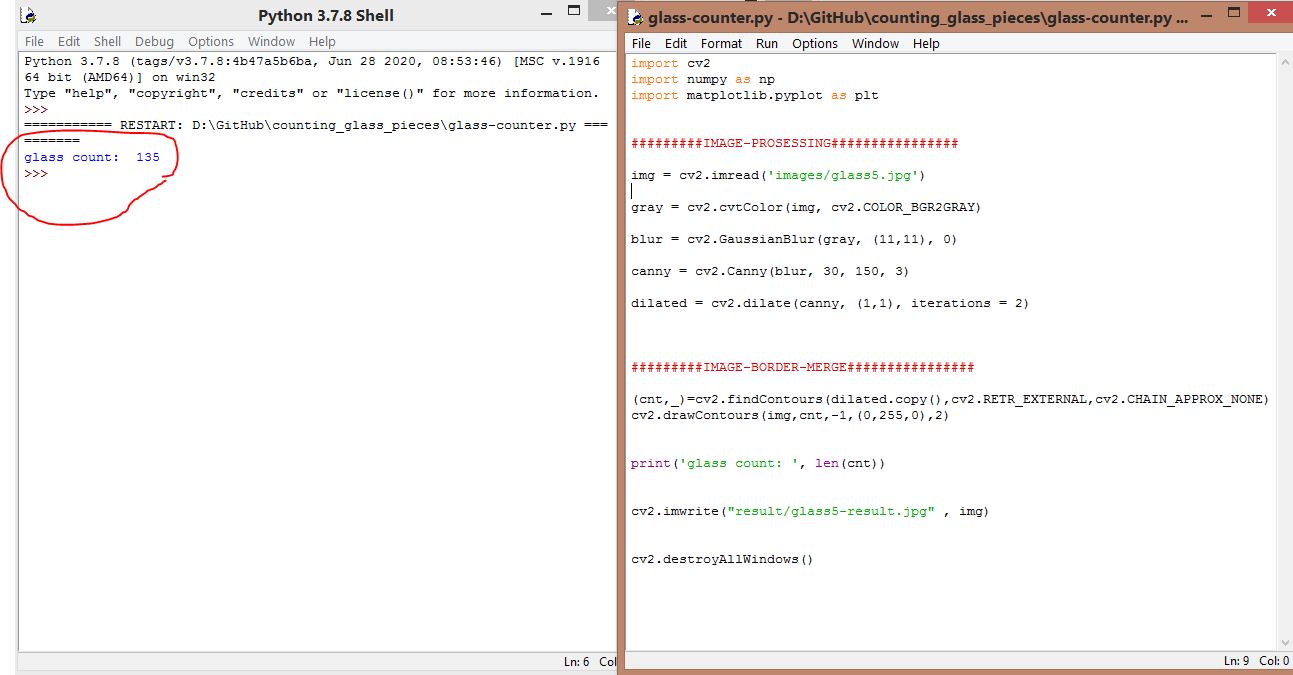 Python 3.7.8 Shell
File Edit Shell Debug Options Window Help
Python 3.7.8 (tags/v3.7.8:4b47a5b6ba, Jun 28 2020, 08:53:46) [MSC v.1916
64 bit (AMD64)] on win32
Type "help", "copyright", "credits" or "license()" for more information.
>>>
=========== RESTART: D:\GitHub\counting_glass_pieces\glass-counter.py ===
=======
glass count:  135
>>>
Ln: 6 Col
glass-counter.py - D:\GitHub\counting_glass_pieces\glass-counter.py ...
File Edit Format Run Options Window Help
import cv2
import numpy as np
import matplotlib.pyplot as plt
#########IMAGE-PROSESSING################
img = cv2.imread('images/glass5.jpg')
gray = cv2.cvtColor(img, cv2.COLOR_BGR2GRAY)
blur = cv2.GaussianBlur(gray, (11,11), 0)
canny = cv2.Canny(blur, 30, 150, 3)
dilated = cv2.dilate(canny, (1,1), iterations = 2)
#########IMAGE-BORDER-MERGE################
(cnt,_)=cv2.findContours(dilated.copy(),cv2.RETR_EXTERNAL,cv2.CHAIN_APPROX_NONE)
cv2.drawContours(img,cnt,-1,(0,255,0),2)
print('glass count: ', len(cnt))
cv2.imwrite("result/glass5-result.jpg" , img)
cv2.destroyAllWindows()
Ln: 9 Col: 0